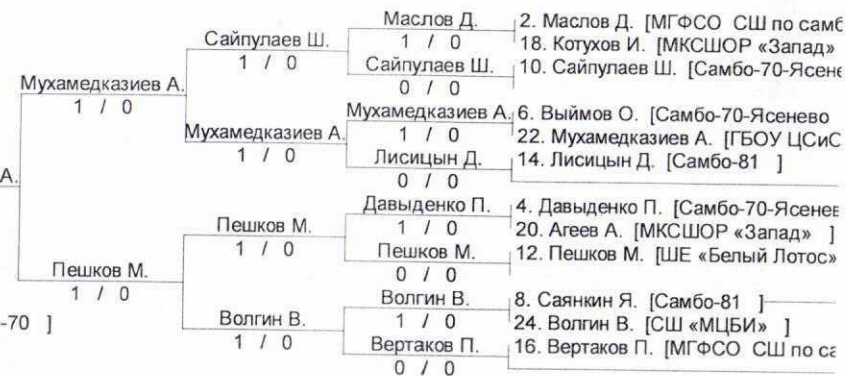 Маслов Д.
2. Маслов Д. [МГФСО СШ по самб
1 / 0
18. Котухов И. [МКСШОР «Запад»
Сайпулаев Ш.
1 / 0
Сайпулаев Ш.
10. Сайпулаев Ш. [Самбо-70-Ясене
0 / 0
Мухамедказиев А.
1 / 0
Мухамедказиев А.
6. Выймов О. [Самбо-70-Ясенево
1 / 0
22. Мухамедказиев А. [ГБОУ ЦСиС
Мухамедказиев А.
1 / 0
Лисицын Д.
14. Лисицын Д. [Самбо-81 ]
0 / 0
А.
Давыденко П.
4. Давыденко П. [Самбо-70-Ясенев
1 / 0
20. Агеев А. [МКСШОР «Запад» ]
Пешков М.
1 / 0
Пешков М.
12. Пешков М. [ШЕ «Белый Лотос»
0 / 0
Пешков М.
1 / 0
Волгин В.
8. Саянкин Я. [Самбо-81 ]
1 / 0
24. Волгин В. [СШ «МЦБИ» ]
-70 ]
Волгин В.
1 / 0
Вертаков П.
16. Вертаков П. [МГФСО СШ по са
0 / 0